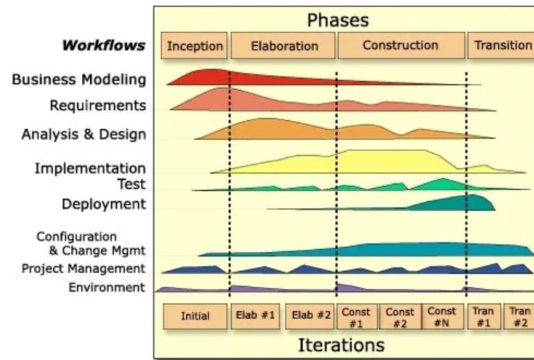 Phases
Workflows Inception Elaboration Construction Transition
Business Modeling
Requirements
Analysis & Design
Implementation
Test
Deployment
Configuration
& Change Mgmt
Project Management
Environment
Initial Elab #1 Elab #2 Const #1 Const #2 Const #N Tran #1 Tran #2
Iterations